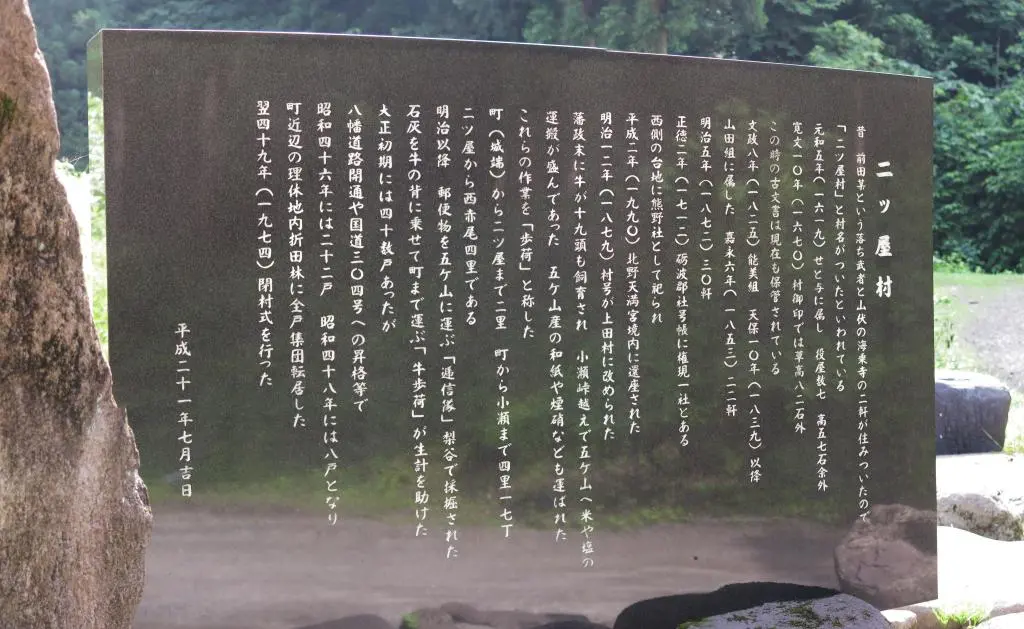 二ッ屋村
昔 前田某という落ち武者と山伏の海乗寺の二軒が住みついたので
「二ツ屋村」と村名がついたといわれている
元和五年(一六一九)せと与に属し 役屋数七 高五七石余外
寛文一〇年(一六七〇)村御印では草高八二石外
この時の古文書は現在も保管されている
文政八年(一八二五)能美組 天保一〇年(一八三九)以降
山田組に属した 嘉永六年(一八五三)二二軒
明治五年(一八七二)三〇軒
正徳二年(一七一二)砺波郡社号帳に権現一社とある
西側の台地に熊野社として祀られ
平成二年(一九九〇)北野天満宮境内に遷座された
明治一二年(一八七九)村号が上田村に改められた
藩政末に牛が十九頭も飼育され 小瀬峠越えで五ケ山へ米や塩の
運搬が盛んであった 五ケ山産の和紙や煙硝なども運ばれた
これらの作業を「歩荷」と称した
町(城端)から二ツ屋まで二里 町から小瀬まで四里一七丁
二ツ屋から西赤尾四里である
明治以降 郵便物を五ケ山に運ぶ「逓信隊」梨谷で採掘された
石灰を牛の背に乗せて町まで運ぶ「牛歩荷」が生計を助けた
大正初期には四十数戸あったが
八幡道路開通や国道三〇四号への昇格等で
昭和四十六年には二十二戸 昭和四十八年には八戸となり
町近辺の理休地内折田林に全戸集団転居した
翌四十九年(一九七四)閉村式を行った
平成二十一年七月吉日